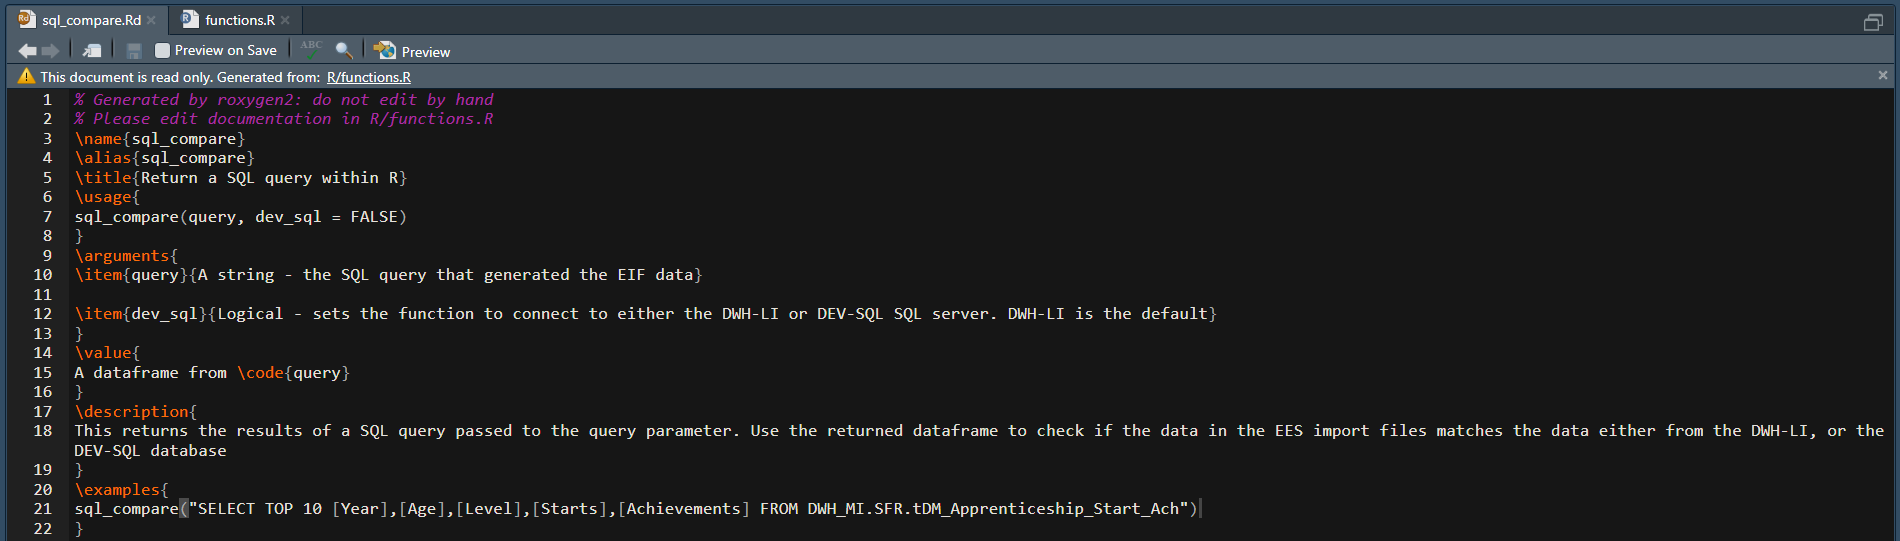 sql_compare.Rd
functions.R
Preview on Save
ABC
Preview
This document is read only. Generated from: R/functions.R
1 % Generated by roxygen2: do not edit by hand
2 % Please edit documentation in R/functions.R
3 \name{sql_compare}
4 \alias{sql_compare}
5 \title{Return a SQL query within R}
6 \usage{
7 sql_compare(query, dev_sql = FALSE)
8 }
9 \arguments{
10 \item{query}{A string - the SQL query that generated the EIF data}
11
12 \item{dev_sql}{Logical - sets the function to connect to either the DWH-LI or DEV-SQL SQL server. DWH-LI is the default}
13 }
14 \value{
15 A dataframe from \code{query}
16 }
17 \description{
18 This returns the results of a SQL query passed to the query parameter. Use the returned dataframe to check if the data in the EES import files matches the data either from the DWH-LI, or the
DEV-SQL database
19 }
20 \examples{
21 sql_compare("SELECT TOP 10 [Year],[Age],[Level],[Starts],[Achievements] FROM DWH_MI.SFR.tDM_Apprenticeship_Start_Ach")
22 }